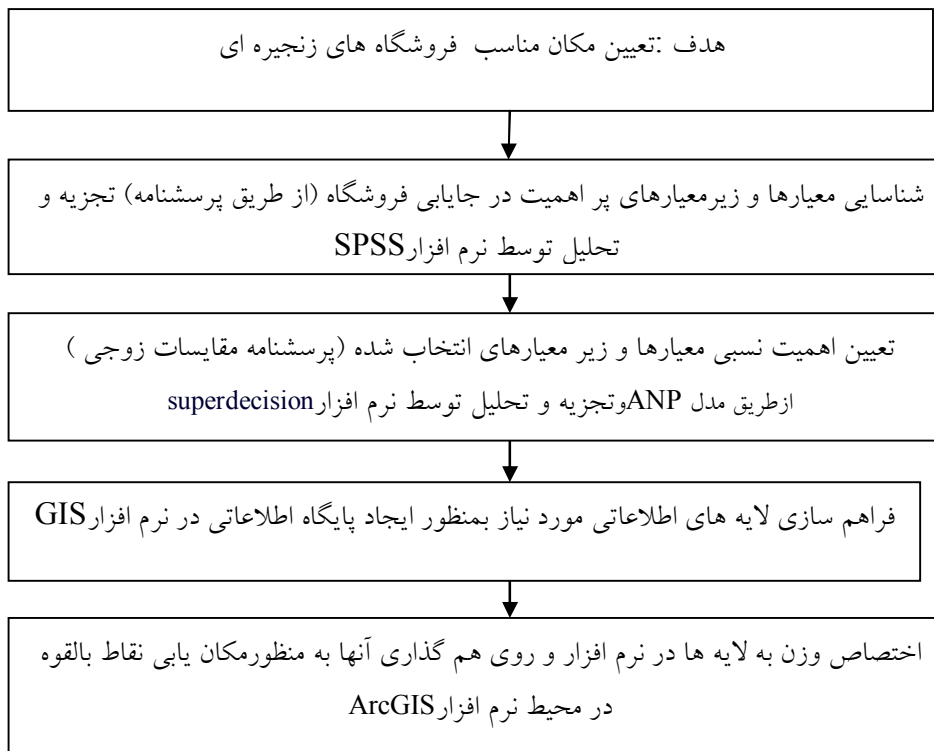 هدف :تعیین مکان مناسب فروشگاه های زنجیره ای
شناسایی معیارها و زیرمعیارهای پر اهمیت در جایابی فروشگاه (از طریق پرسشنامه) تجزیه و
تحلیل توسط نرم افزارSPSS
تعیین اهمیت نسبی معیارها و زیر معیارهای انتخاب شده (پرسشنامه مقایسات زوجی )
ازطریق مدل ANPوتجزیه و تحلیل توسط نرم افزارsuperdecision
فراهم سازی لایه های اطلاعاتی مورد نیاز بمنظور ایجاد پایگاه اطلاعاتی در نرم افزارGIS
اختصاص وزن به لایه ها در نرم افزار و روی هم گذاری آنها به منظورمکان یابی نقاط بالقوه
در محیط نرم افزارArcGIS